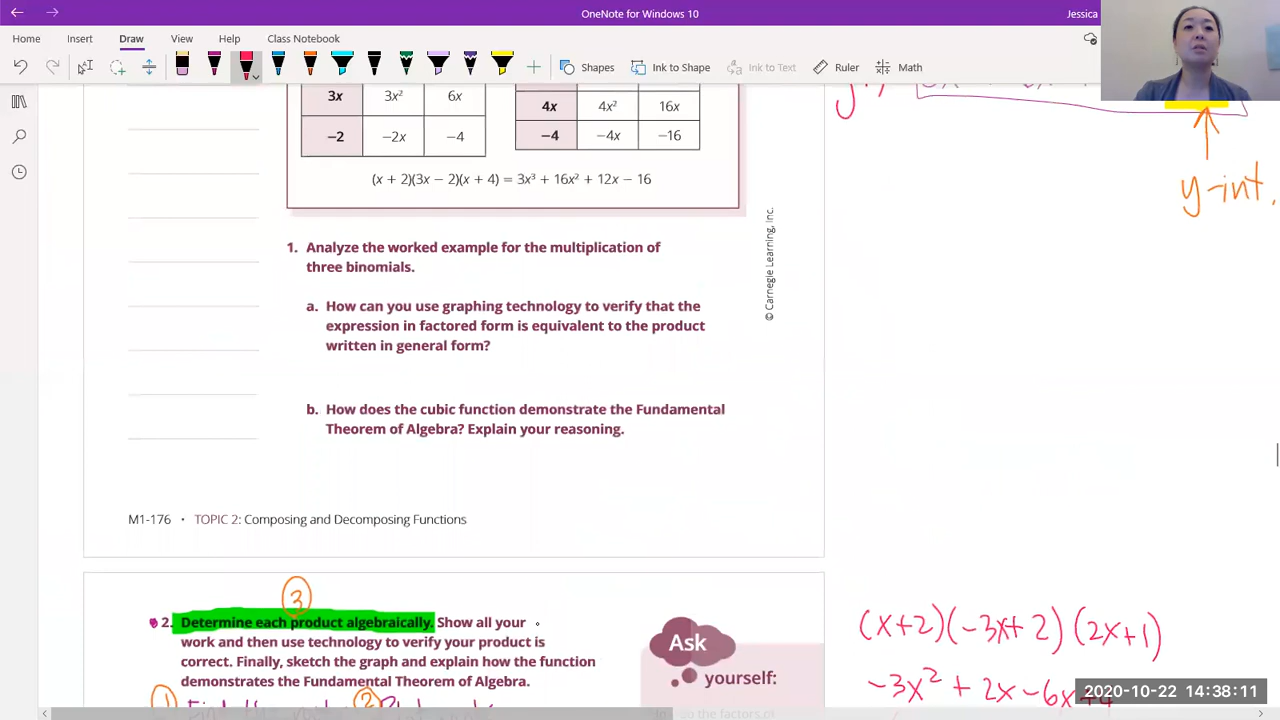 OneNote for Windows 10
Jessica
Home Insert Draw View Help Class Notebook
Shapes Ink to Shape Ink to Text Ruler Math
3x 3x² 6x
-2 -2x -4
4x 4x² 16x
-4 -4x -16
(x + 2)(3x - 2)(x + 4) = 3x³ + 16x² + 12x - 16
y-int.
1. Analyze the worked example for the multiplication of
three binomials.
a. How can you use graphing technology to verify that the
expression in factored form is equivalent to the product
written in general form?
b. How does the cubic function demonstrate the Fundamental
Theorem of Algebra? Explain your reasoning.
© Carnegie Learning, Inc.
M1-176 • TOPIC 2: Composing and Decomposing Functions
3
2. Determine each product algebraically. Show all your
work and then use technology to verify your product is
correct. Finally, sketch the graph and explain how the function
demonstrates the Fundamental Theorem of Algebra.
Ask
yourself:
(x+2)(-3x+2)(2x+1)
-3x² + 2x - 6x + 4
2020-10-22 14:38:11